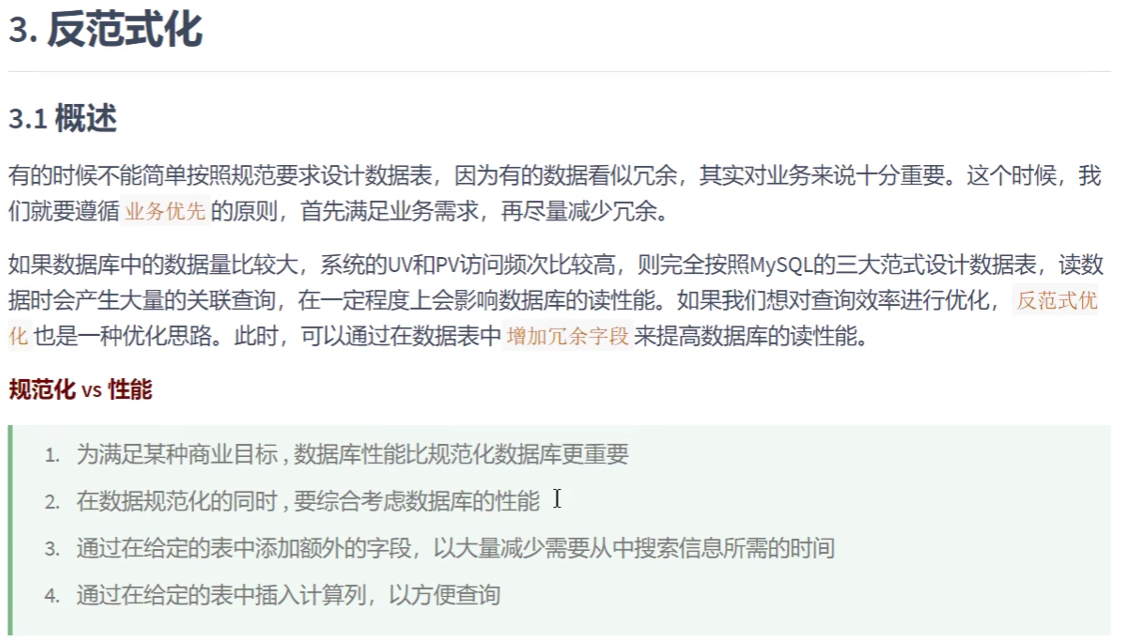 3. 反范式化
3.1 概述
有的时候不能简单按照规范要求设计数据表，因为有的数据看似冗余，其实对业务来说十分重要。这个时候，我
们就要遵循 业务优先 的原则，首先满足业务需求，再尽量减少冗余。
如果数据库中的数据量比较大，系统的UV和PV访问频次比较高，则完全按照MySQL的三大范式设计数据表，读数
据时会产生大量的关联查询，在一定程度上会影响数据库的读性能。如果我们想对查询效率进行优化， 反范式优
化 也是一种优化思路。此时，可以通过在数据表中 增加冗余字段 来提高数据库的读性能。
规范化 vs 性能
1. 为满足某种商业目标 , 数据库性能比规范化数据库更重要
2. 在数据规范化的同时 , 要综合考虑数据库的性能
3. 通过在给定的表中添加额外的字段，以大量减少需要从中搜索信息所需的时间
4. 通过在给定的表中插入计算列，以方便查询